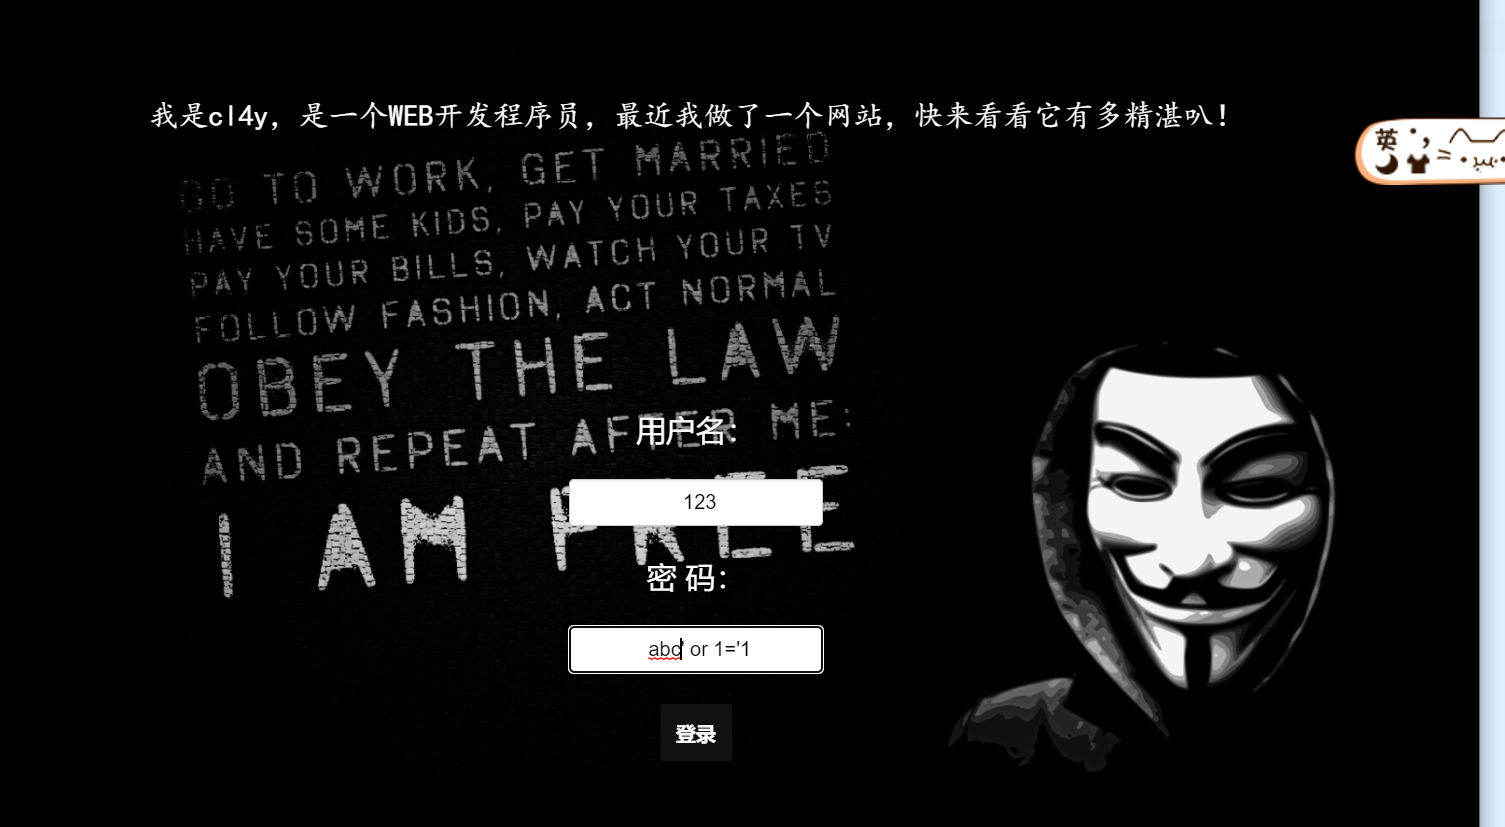 我是cl4y，是一个WEB开发程序员，最近我做了一个网站，快来看看它有多精湛叭！
英
GO TO WORK, GET MARRIED
HAVE SOME KIDS, PAY YOUR TAXES
PAY YOUR BILLS, WATCH YOUR TV
FOLLOW FASHION, ACT NORMAL
OBEY THE LAW
AND REPEAT AFTER ME:
I AM FREE
用户名：
123
密 码：
abc' or 1='1
登录